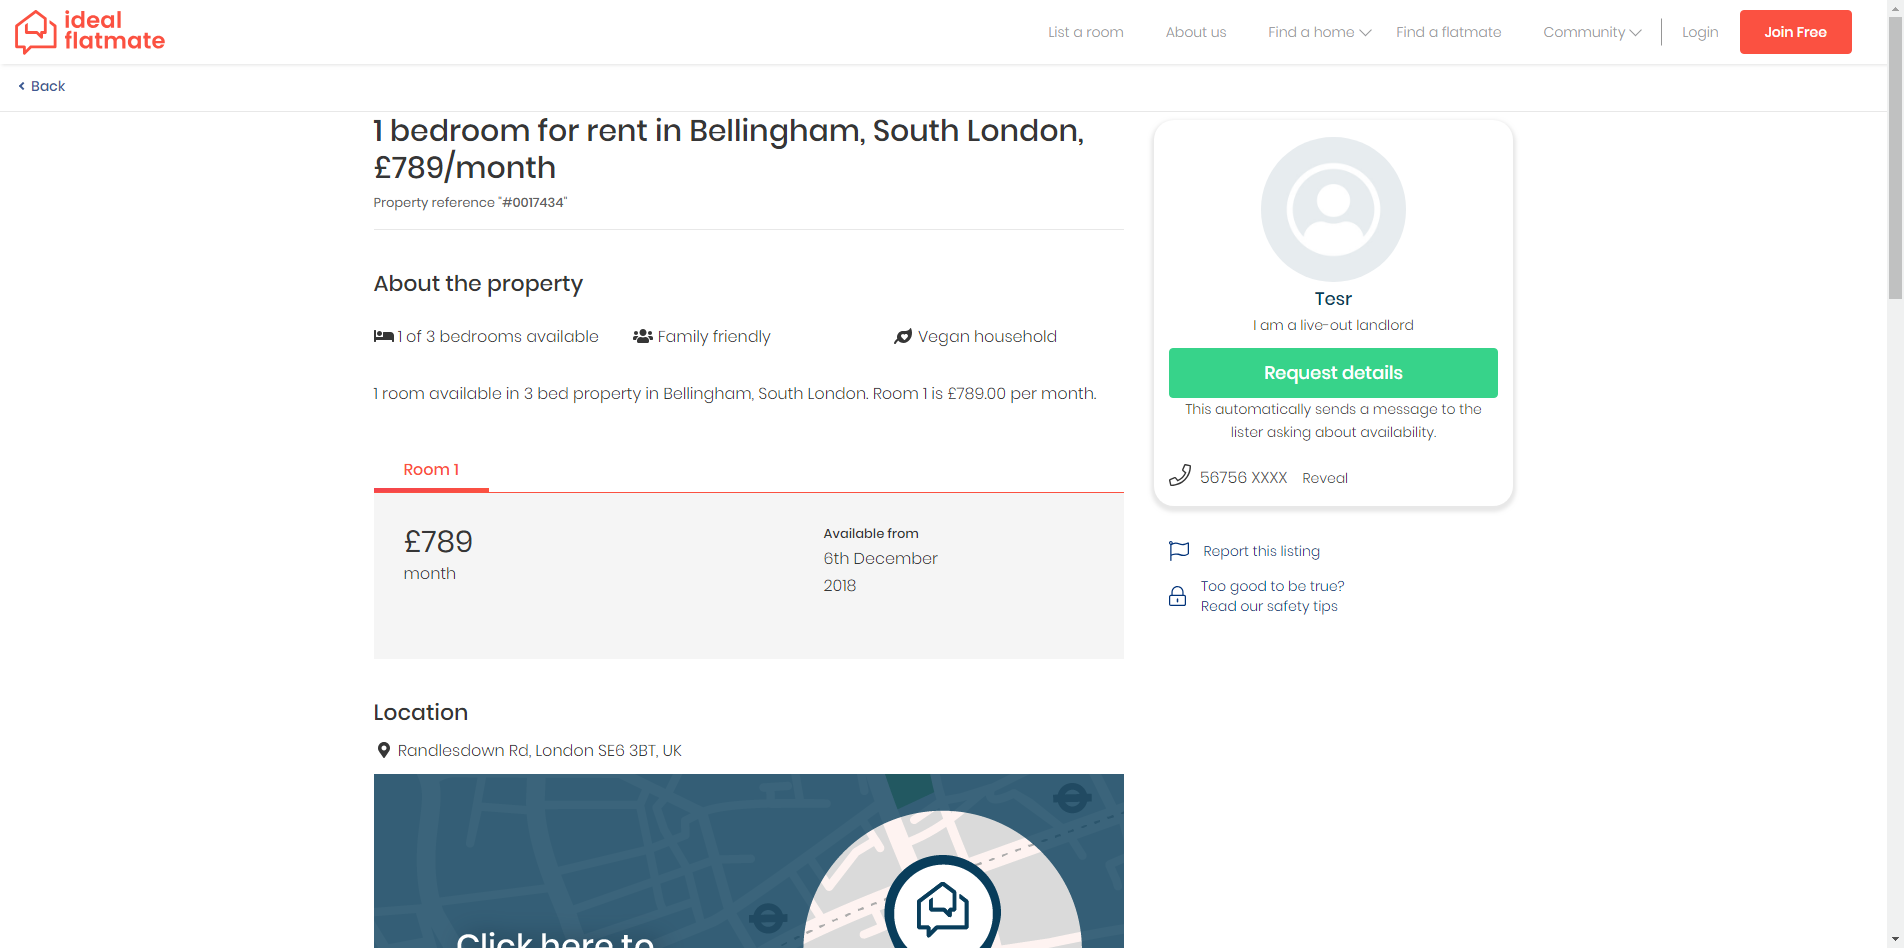 ideal
flatmate
List a room
About us
Find a home
Find a flatmate
Community
Login
Join Free
Back
1 bedroom for rent in Bellingham, South London,
£789/month
Property reference "#0017434"
About the property
1 of 3 bedrooms available
Family friendly
Vegan household
1 room available in 3 bed property in Bellingham, South London. Room 1 is £789.00 per month.
Room 1
£789
month
Available from
6th December
2018
Location
Randlesdown Rd, London SE6 3BT, UK
Click here to
Tesr
I am a live-out landlord
Request details
This automatically sends a message to the
lister asking about availability.
56756 XXXX
Reveal
Report this listing
Too good to be true?
Read our safety tips